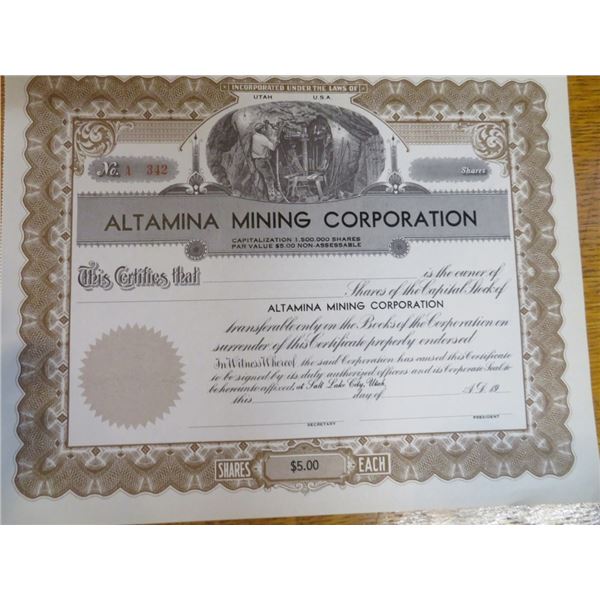 INCORPORATED UNDER THE LAWS OF
UTAH U.S.A.
No. A 342
Shares
ALTAMINA MINING CORPORATION
CAPITALIZATION 1,500,000 SHARES
PAR VALUE $5.00 NON-ASSESSABLE
This Certifies that is the owner of
Shares of the Capital Stock of
ALTAMINA MINING CORPORATION
transferable only on the Books of the Corporation on
surrender of this Certificate properly endorsed
In Witness Whereof, the said Corporation has caused this Certificate
to be signed by its duly authorized officers and its Corporate Seal to
be hereunto affixed, at Salt Lake City, Utah,
this day of A.D. 19
SECRETARY PRESIDENT
SHARES $5.00 EACH